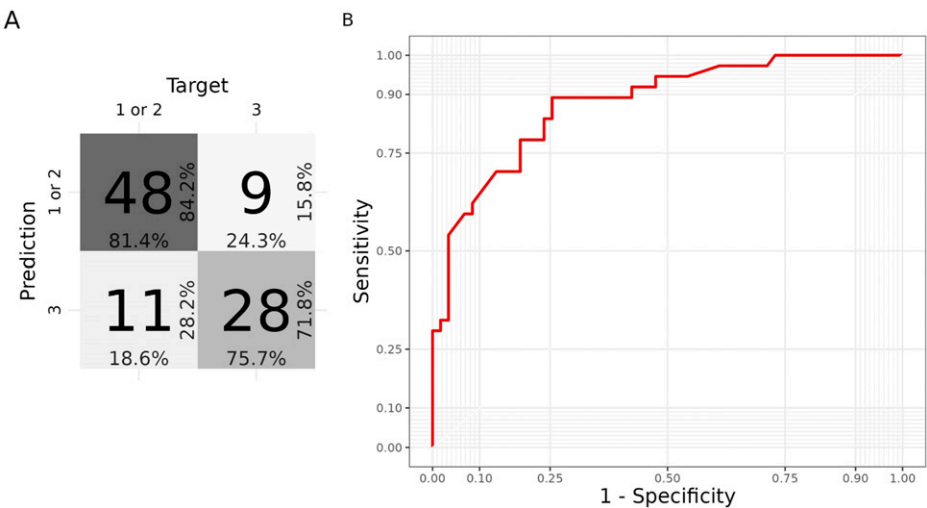 A
Target
1 or 2
3
Prediction
1 or 2
48
84.2%
81.4%
9
15.8%
24.3%
3
11
28.2%
18.6%
28
71.8%
75.7%
B
Sensitivity
1.00
0.90
0.75
0.50
0.25
0.10
0.00
0.00 0.10 0.25 0.50 0.75 0.90 1.00
1 - Specificity